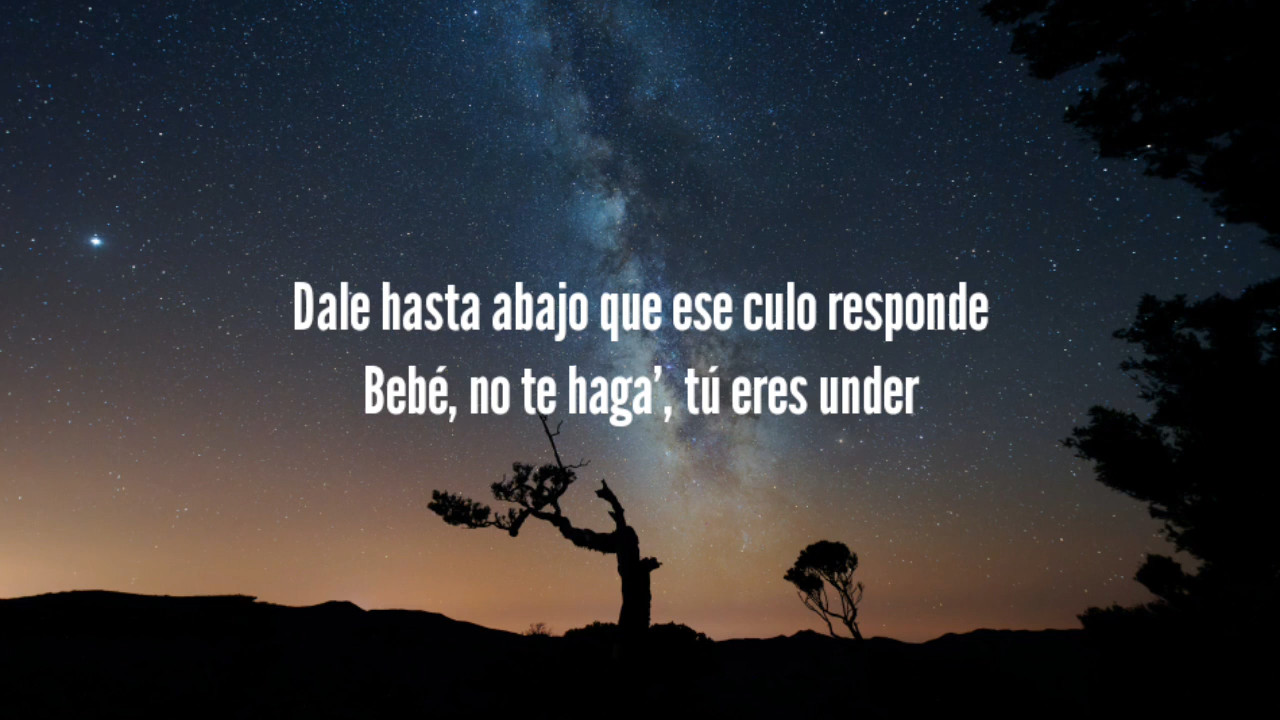 Dale hasta abajo que ese culo responde
Bebé, no te haga’, tú eres under